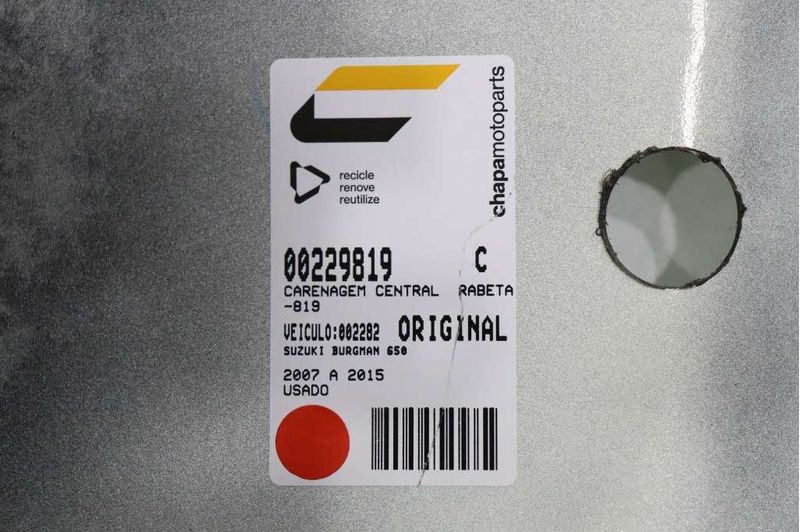 chapamotoparts
recicle
renove
reutilize
00229819 C
CARENAGEM CENTRAL RABETA
-819
VEICULO:002282 ORIGINAL
SUZUKI BURGMAN 650
2007 A 2015
USADO